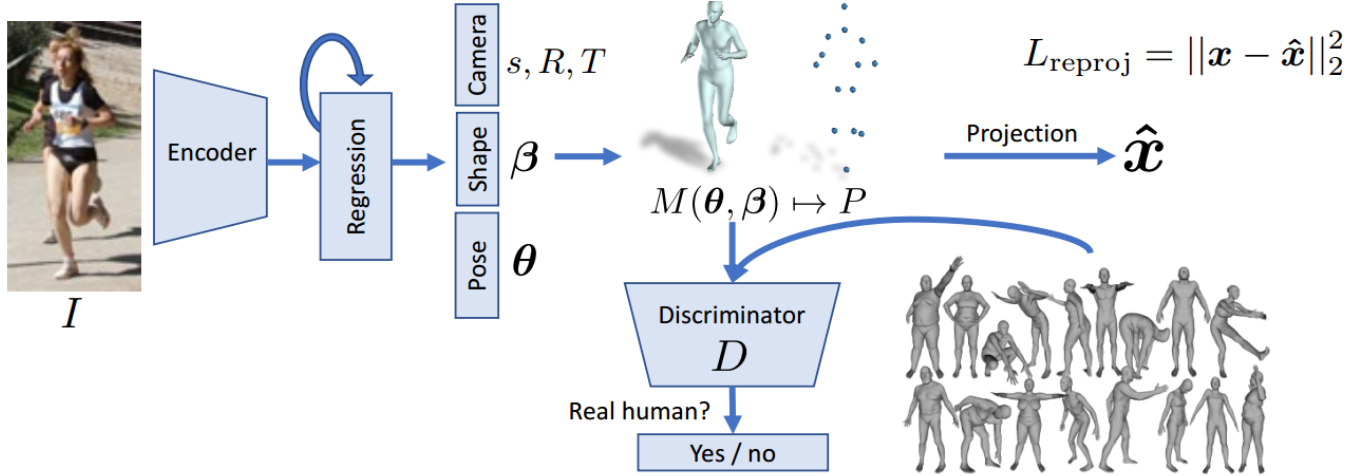 I
Encoder
Regression
Camera
s, R, T
Shape
β
Pose
θ
M(θ, β) ↦ P
L_reproj = ||x − x̂||₂²
Projection
x̂
Discriminator
D
Real human?
Yes / no